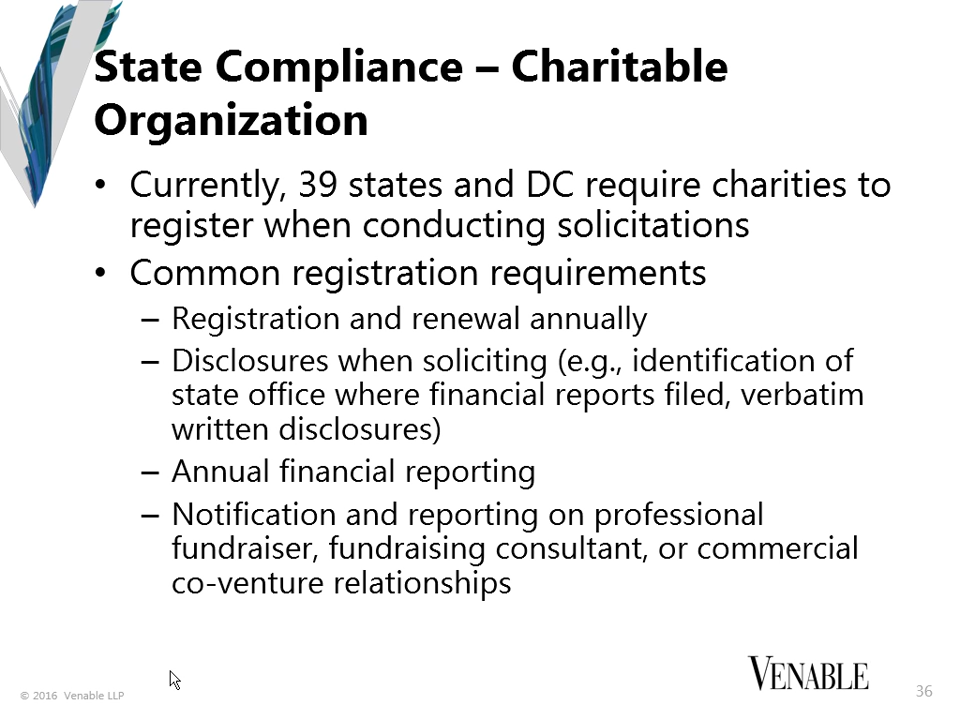 State Compliance – Charitable
Organization
• Currently, 39 states and DC require charities to
register when conducting solicitations
• Common registration requirements
– Registration and renewal annually
– Disclosures when soliciting (e.g., identification of
state office where financial reports filed, verbatim
written disclosures)
– Annual financial reporting
– Notification and reporting on professional
fundraiser, fundraising consultant, or commercial
co-venture relationships
© 2016 Venable LLP
VENABLE
36